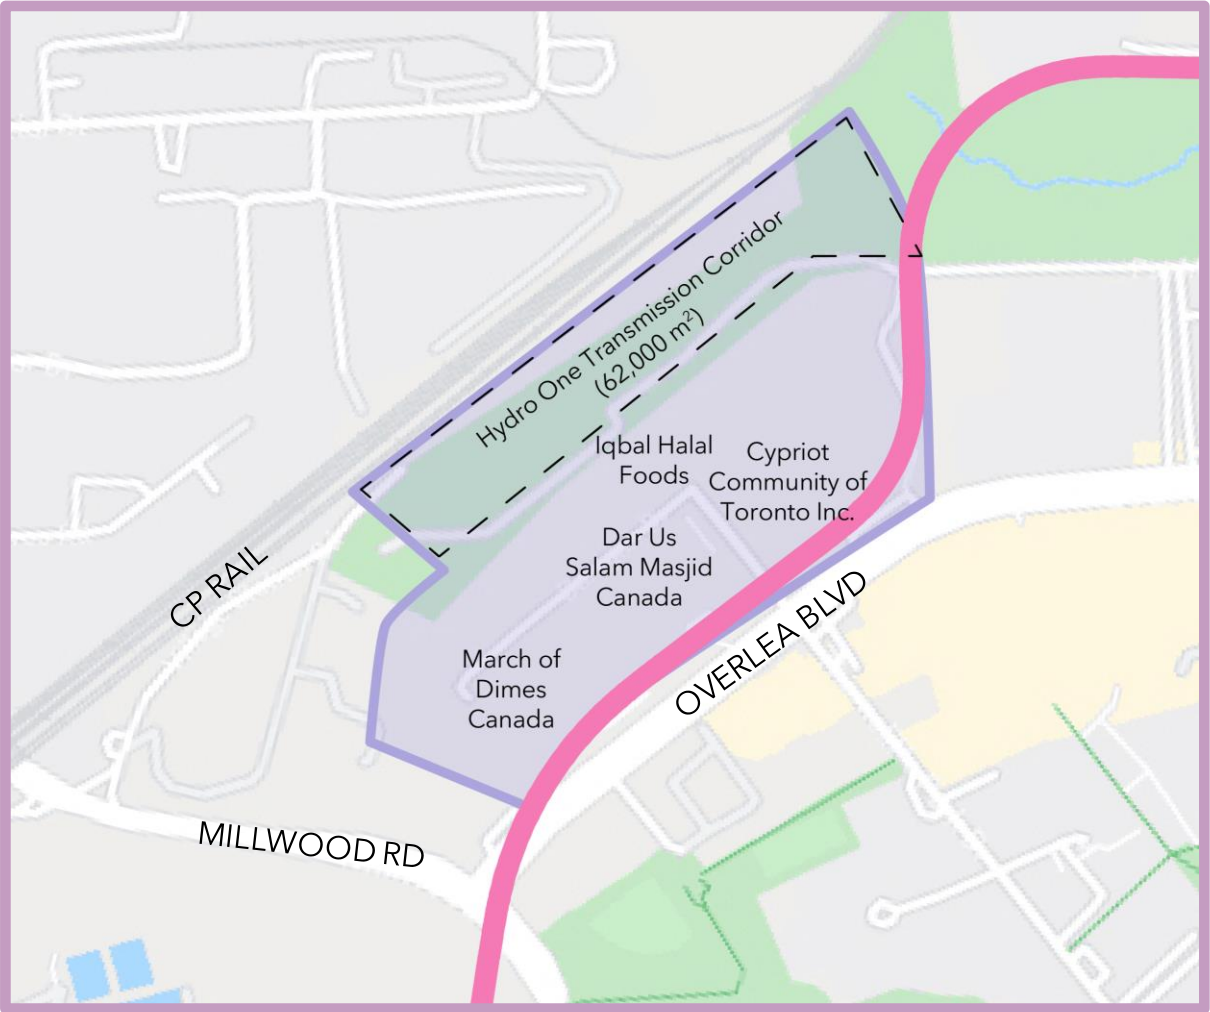 Hydro One Transmission Corridor
(62,000 m²)
Iqbal Halal
Foods
Cypriot
Community of
Toronto Inc.
Dar Us
Salam Masjid
Canada
March of
Dimes
Canada
CP RAIL
OVERLEA BLVD
MILLWOOD RD